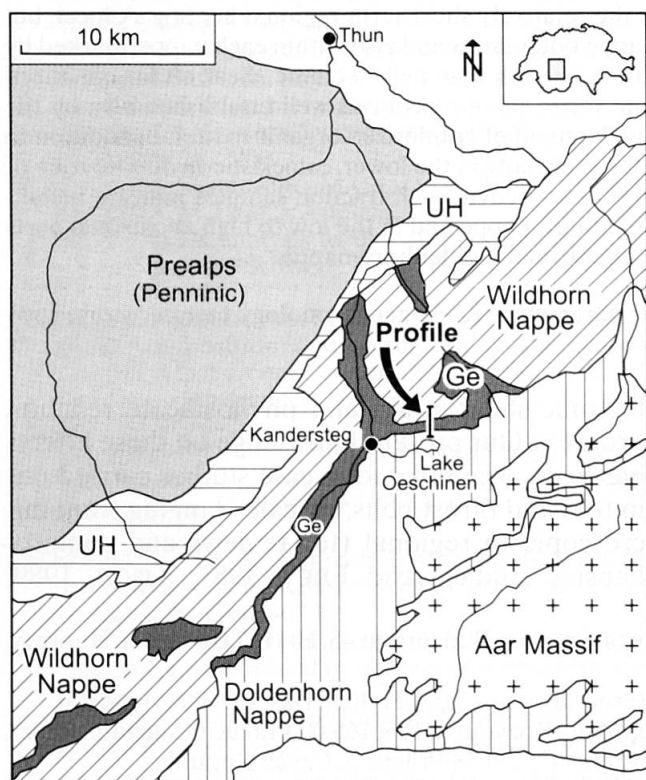 10 km
Thun
N
UH
Prealps
(Penninic)
Wildhorn
Nappe
Profile
Ge
Kandersteg
Lake
Oeschinen
Ge
UH
Aar Massif
Wildhorn
Nappe
Doldenhorn
Nappe